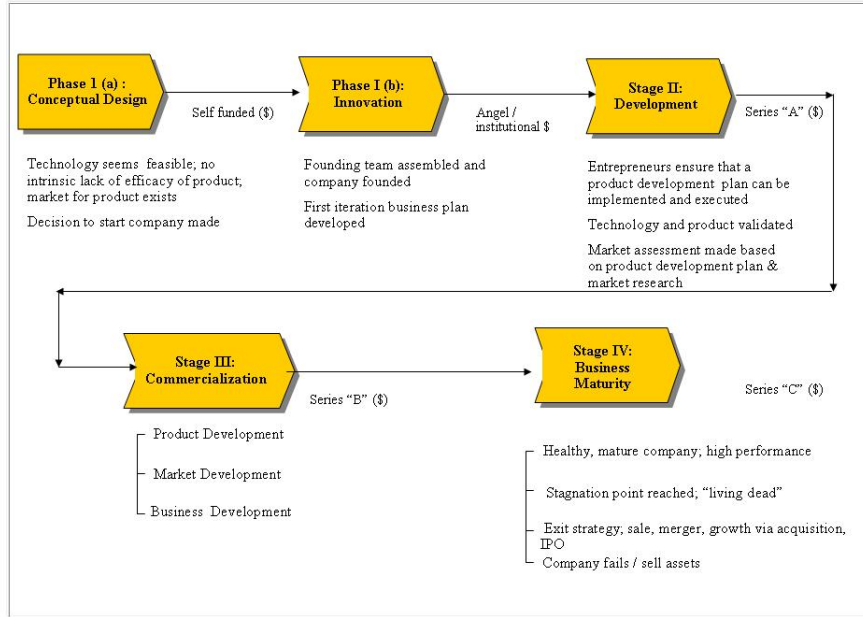 Phase 1 (a) :
Conceptual Design
Self funded ($)
Phase I (b):
Innovation
Angel /
institutional $
Stage II:
Development
Series “A” ($)
Technology seems feasible; no
intrinsic lack of efficacy of product;
market for product exists
Decision to start company made
Founding team assembled and
company founded
First iteration business plan
developed
Entrepreneurs ensure that a
product development plan can be
implemented and executed
Technology and product validated
Market assessment made based
on product development plan &
market research
Stage III:
Commercialization
Series “B” ($)
Stage IV:
Business
Maturity
Series “C” ($)
Product Development
Market Development
Business Development
Healthy, mature company; high performance
Stagnation point reached; “living dead”
Exit strategy; sale, merger, growth via acquisition,
IPO
Company fails / sell assets